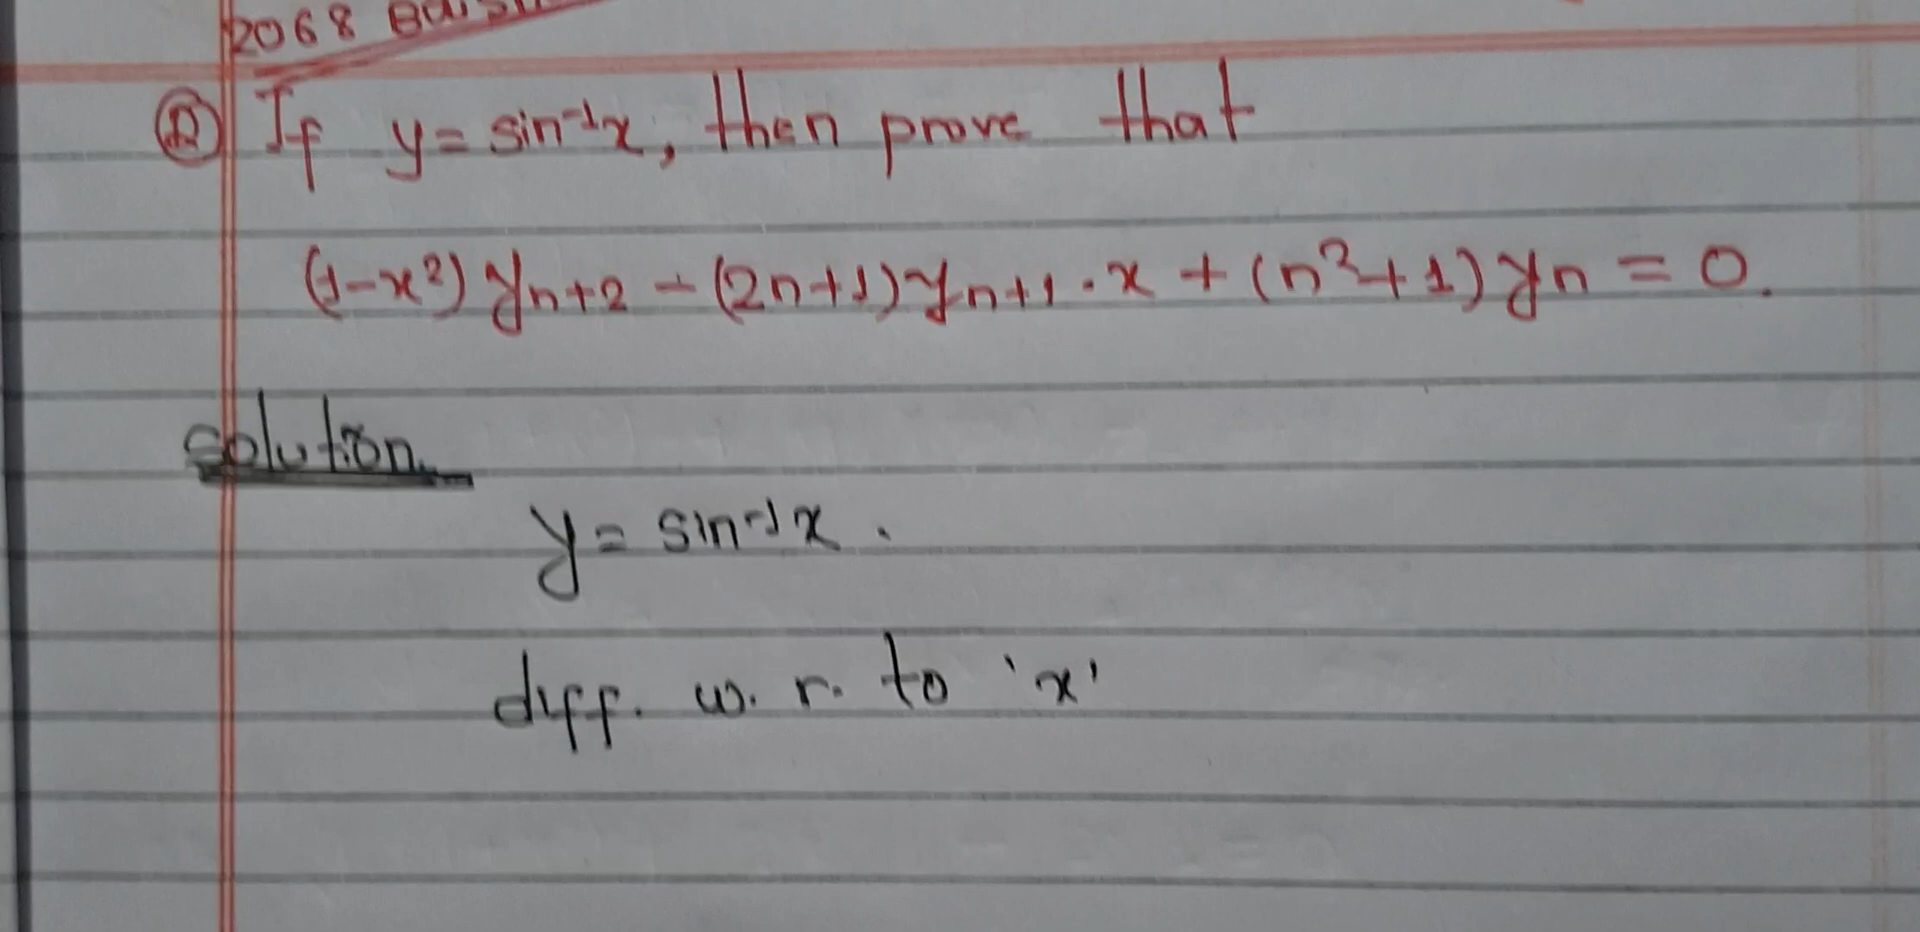 2068
Ⓠ If y = sin⁻¹x, then prove that
(1-x²) yn+2 - (2n+1) yn+1 . x + (n²+1) yn = 0.
solution
y = sin⁻¹x .
diff. w. r. to 'x'